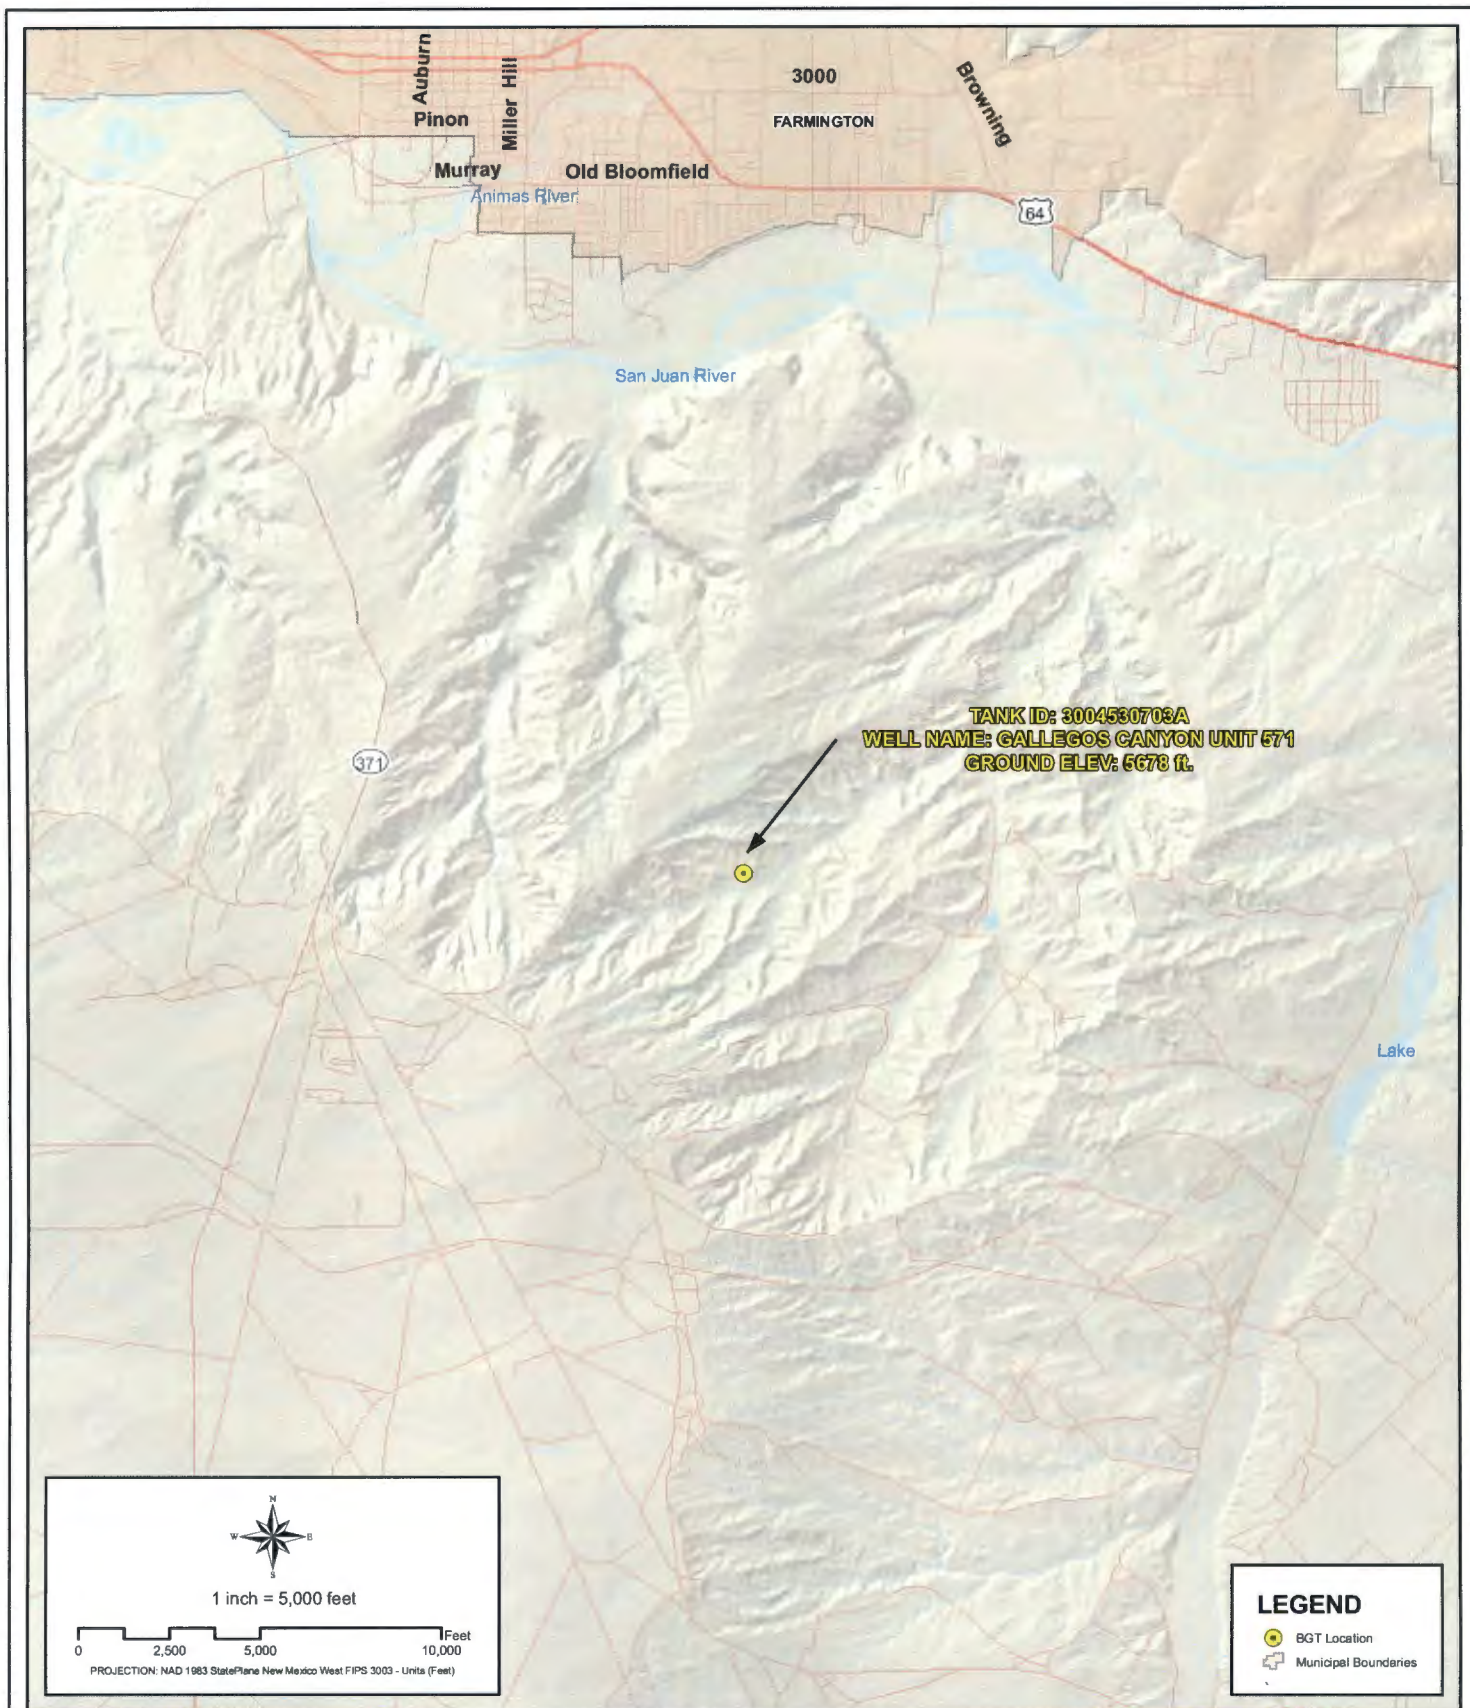 Auburn
Pinon
Miller Hill
3000
FARMINGTON
Browning
Murray
Old Bloomfield
Animas River
64
San Juan River
TANK ID: 3004530703A
WELL NAME: GALLEGOS CANYON UNIT 571
GROUND ELEV: 5678 ft.
371
Lake
N
W E
S
1 inch = 5,000 feet
Feet
0 2,500 5,000 10,000
PROJECTION: NAD 1983 StatePlane New Mexico West FIPS 3003 - Units (Feet)
LEGEND
BGT Location
Municipal Boundaries